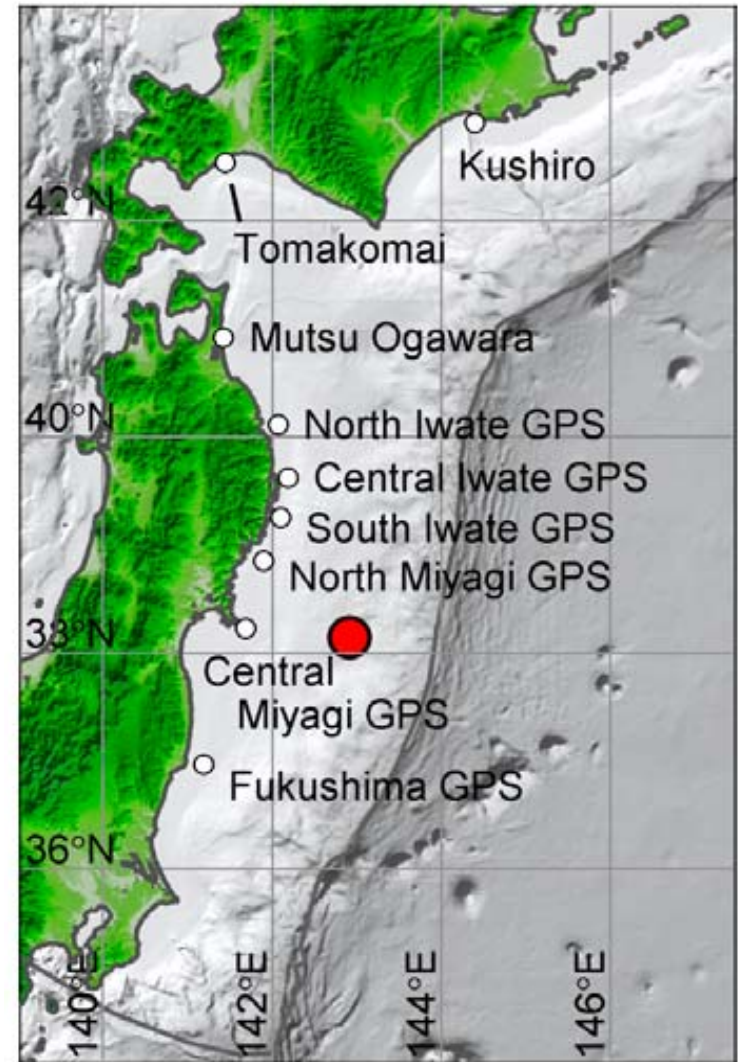 Kushiro
42°N
Tomakomai
Mutsu Ogawara
40°N
North Iwate GPS
Central Iwate GPS
South Iwate GPS
North Miyagi GPS
38°N
Central
Miyagi GPS
Fukushima GPS
36°N
140°E
142°E
144°E
146°E